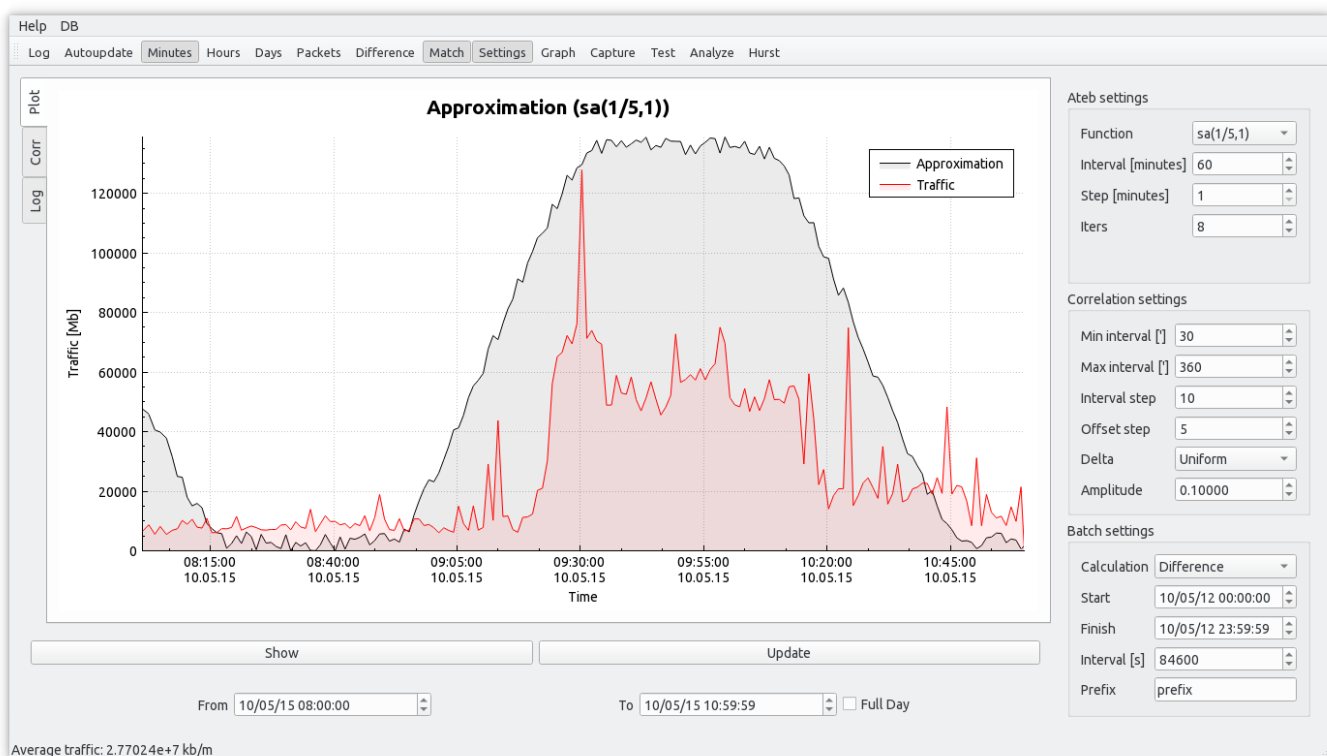 Help DB
Log Autoupdate Minutes Hours Days Packets Difference Match Settings Graph Capture Test Analyze Hurst
Plot
Corr
Log
Approximation (sa(1/5,1))
Approximation
Traffic
Traffic [Mb]
120000
100000
80000
60000
40000
20000
0
08:15:00 08:40:00 09:05:00 09:30:00 09:55:00 10:20:00 10:45:00
10.05.15 10.05.15 10.05.15 10.05.15 10.05.15 10.05.15 10.05.15
Time
Show Update
From 10/05/15 08:00:00 To 10/05/15 10:59:59 Full Day
Average traffic: 2.77024e+7 kb/m
Ateb settings
Function sa(1/5,1)
Interval [minutes] 60
Step [minutes] 1
Iters 8
Correlation settings
Min interval ['] 30
Max interval ['] 360
Interval step 10
Offset step 5
Delta Uniform
Amplitude 0.10000
Batch settings
Calculation Difference
Start 10/05/12 00:00:00
Finish 10/05/12 23:59:59
Interval [s] 84600
Prefix prefix